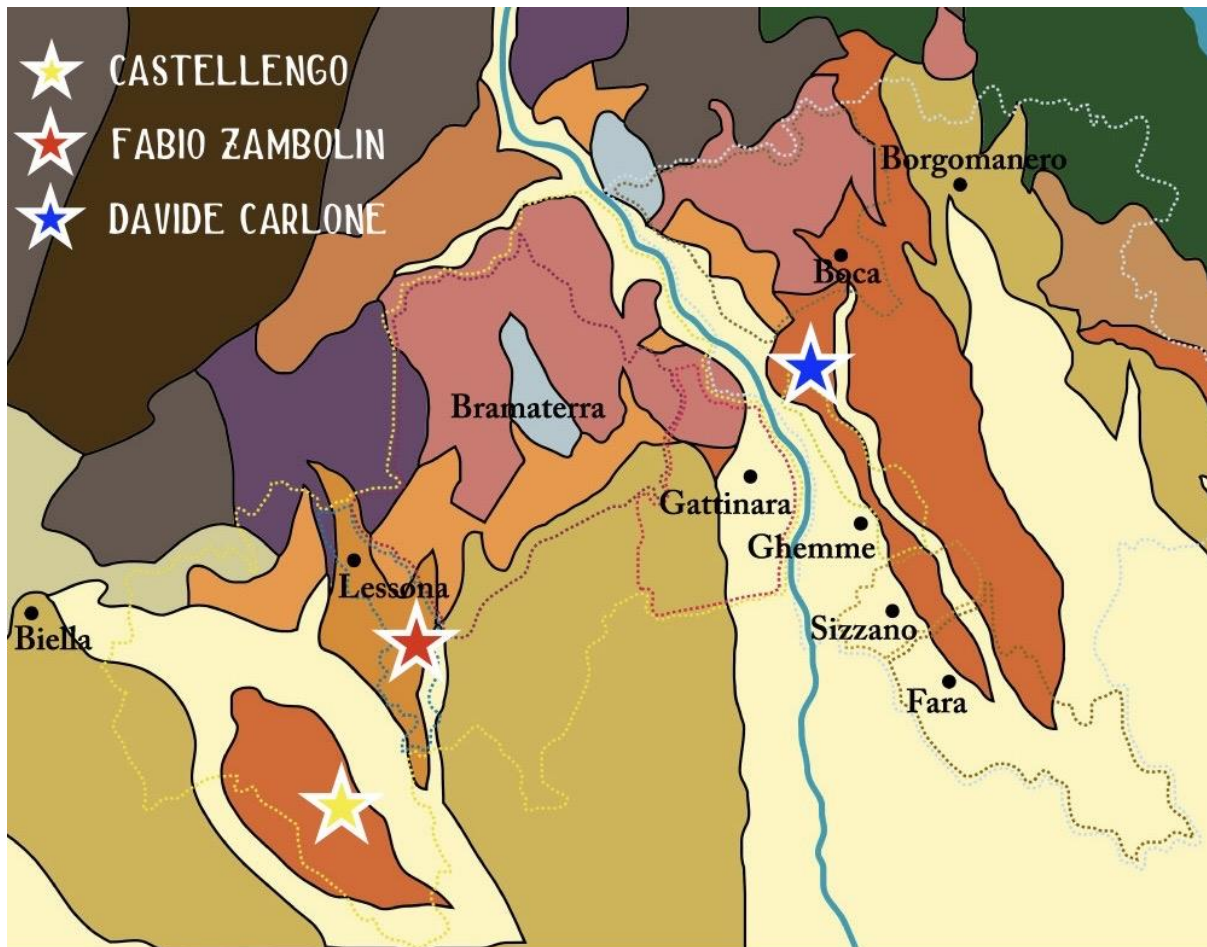 CASTELLENGO
FABIO ZAMBOLIN
DAVIDE CARLONE
Borgomanero
Boca
Bramaterra
Gattinara
Ghemme
Lessona
Sizzano
Biella
Fara